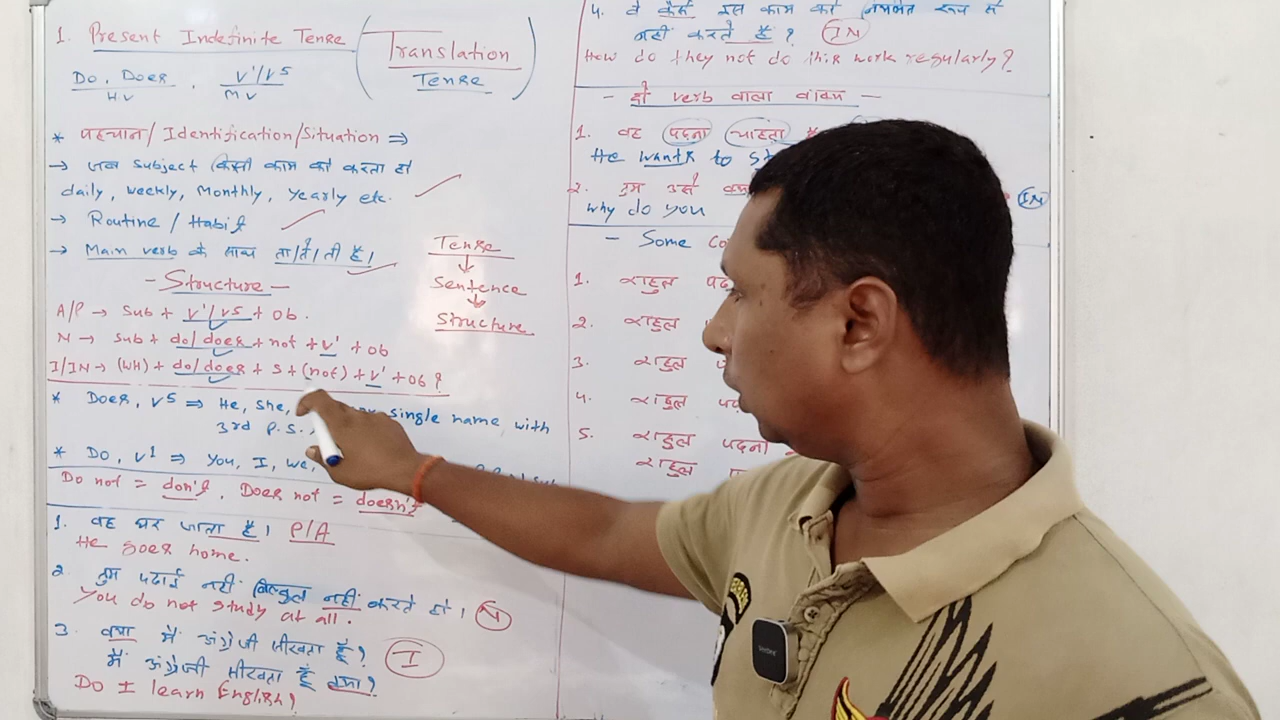 1. Present Indefinite Tense
Translation
Tense
Do, Does . V¹/V⁵
HV MV
* पहचान/Identification/Situation ⇒
→ जब subject किसी काम को करता हो
daily, weekly, Monthly, Yearly etc.
→ Routine / Habit
→ Main verb के साथ ता/ते/ती है।
Tense
↓
Sentence
↓
Structure
- Structure -
A/P → Sub + V¹/V⁵ + Ob.
N → Sub + do/does + not + V¹ + Ob
I/IN → (WH) + do/does + S + (not) + V¹ + Ob?
* Does, V⁵ ⇒ He, She, single name with
3rd P.S.
* Do, V¹ ⇒ You, I, We,
Do not = don't. Does not = doesn't
1. वह घर जाता है। P/A
He goes home.
2. तुम पढाई नहीं बिल्कुल नहीं करते हो। N
You do not study at all.
3. क्या मैं अंग्रेजी सीखता हूँ? I
मैं अंग्रेजी सीखता हूँ क्या?
Do I learn English?
4. वे कैसे इस काम को नियमित रूप से
नहीं करते हैं? IN
How do they not do this work regularly?
- दो verb वाला वाक्य -
1. वह पढ़ना चाहता
He wants to
2. तुम उसे IN
Why do you
- Some
1. राहुल
2. राहुल
3. राहुल
4. राहुल
5. राहुल पढना
राहुल
Veety